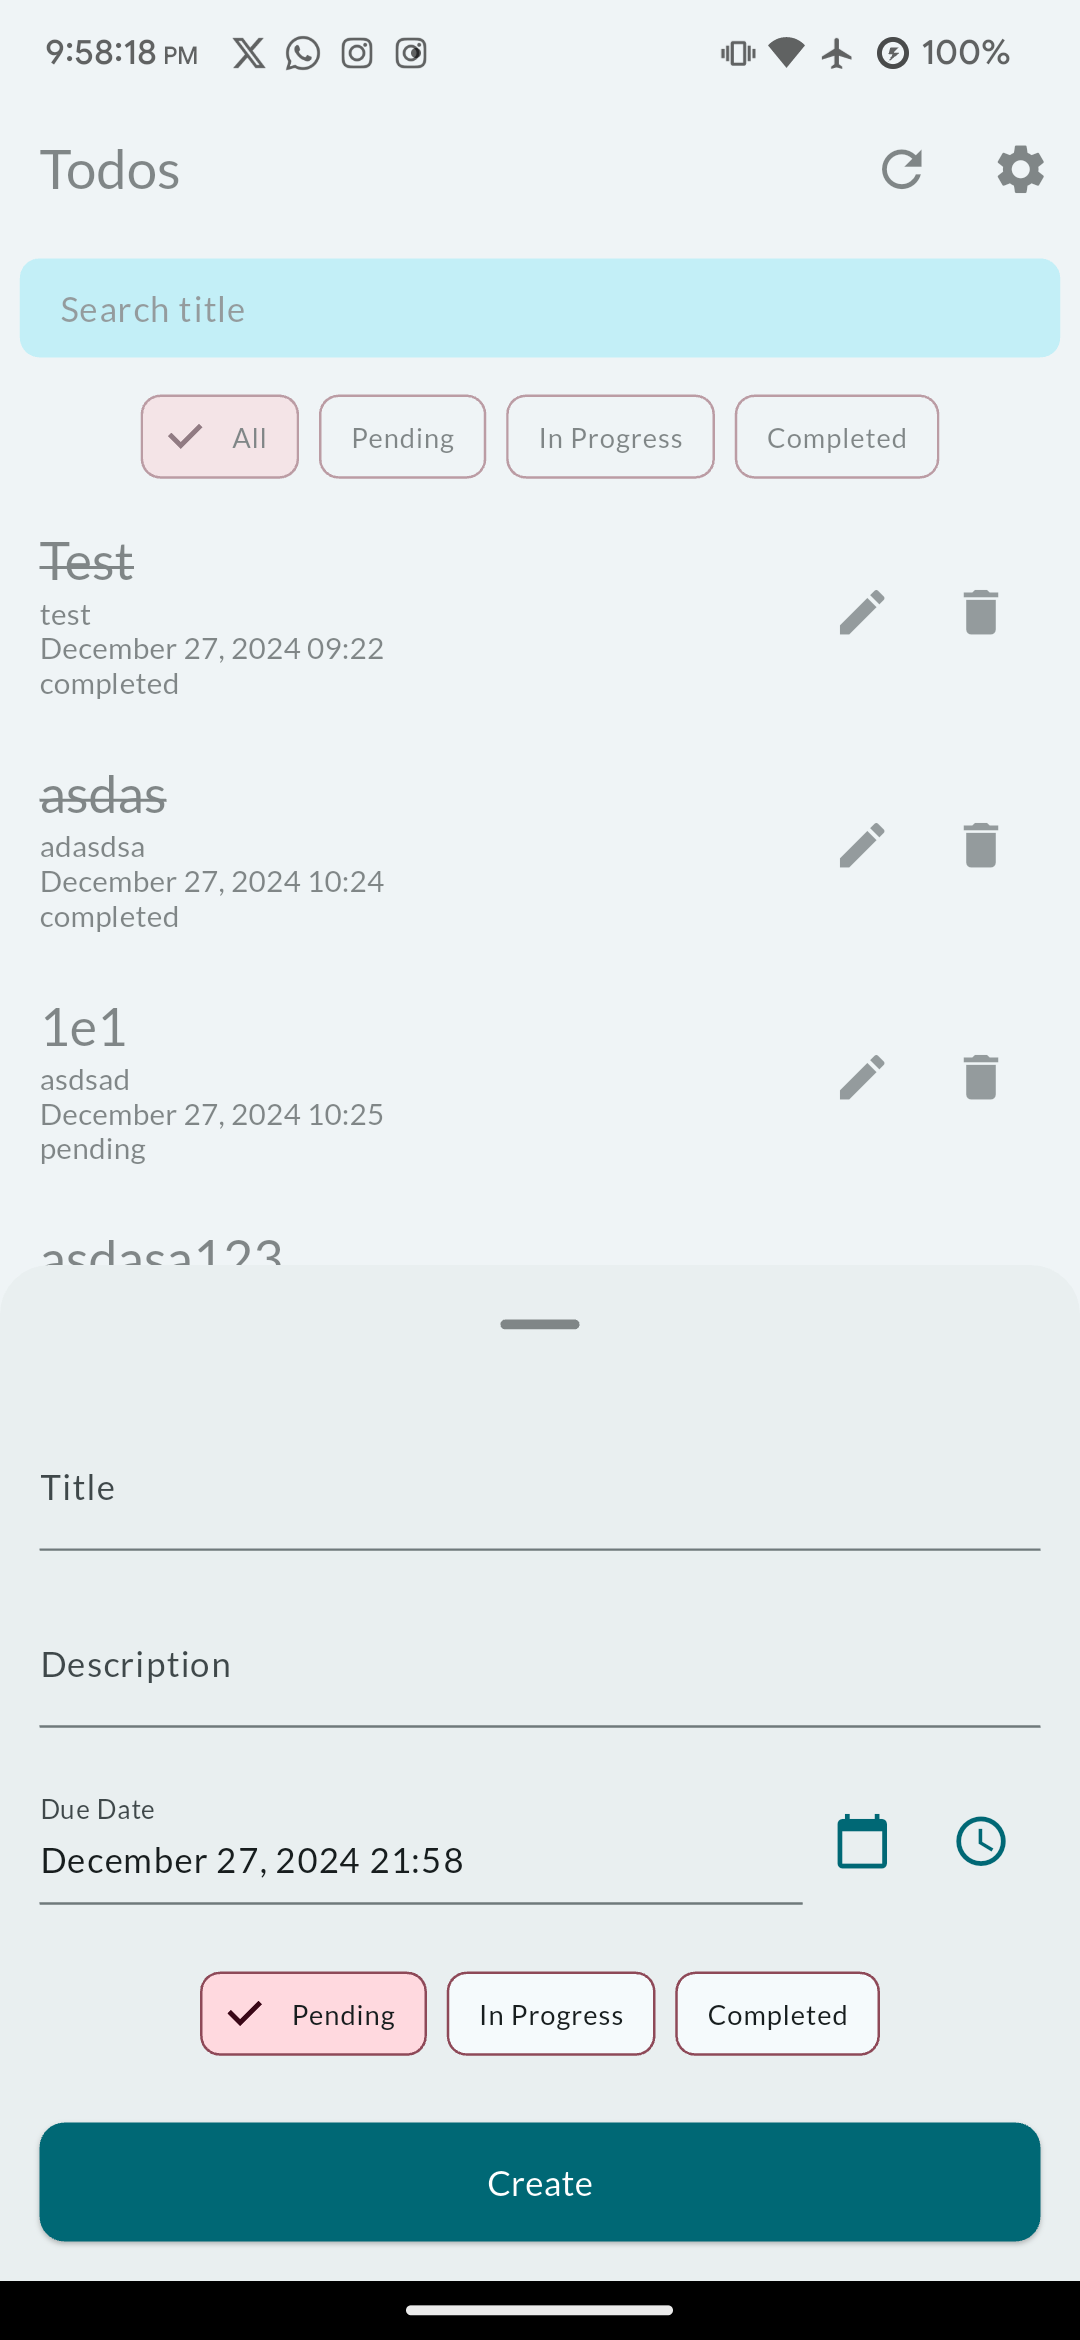 9:58:18 PM 100%
Todos
Search title
All Pending In Progress Completed
Test
test
December 27, 2024 09:22
completed
asdas
adasdsa
December 27, 2024 10:24
completed
1e1
asdsad
December 27, 2024 10:25
pending
asdasa123
Title
Description
Due Date
December 27, 2024 21:58
Pending In Progress Completed
Create